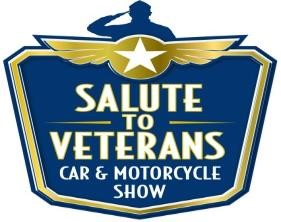 SALUTE
TO
VETERANS
CAR & MOTORCYCLE
SHOW